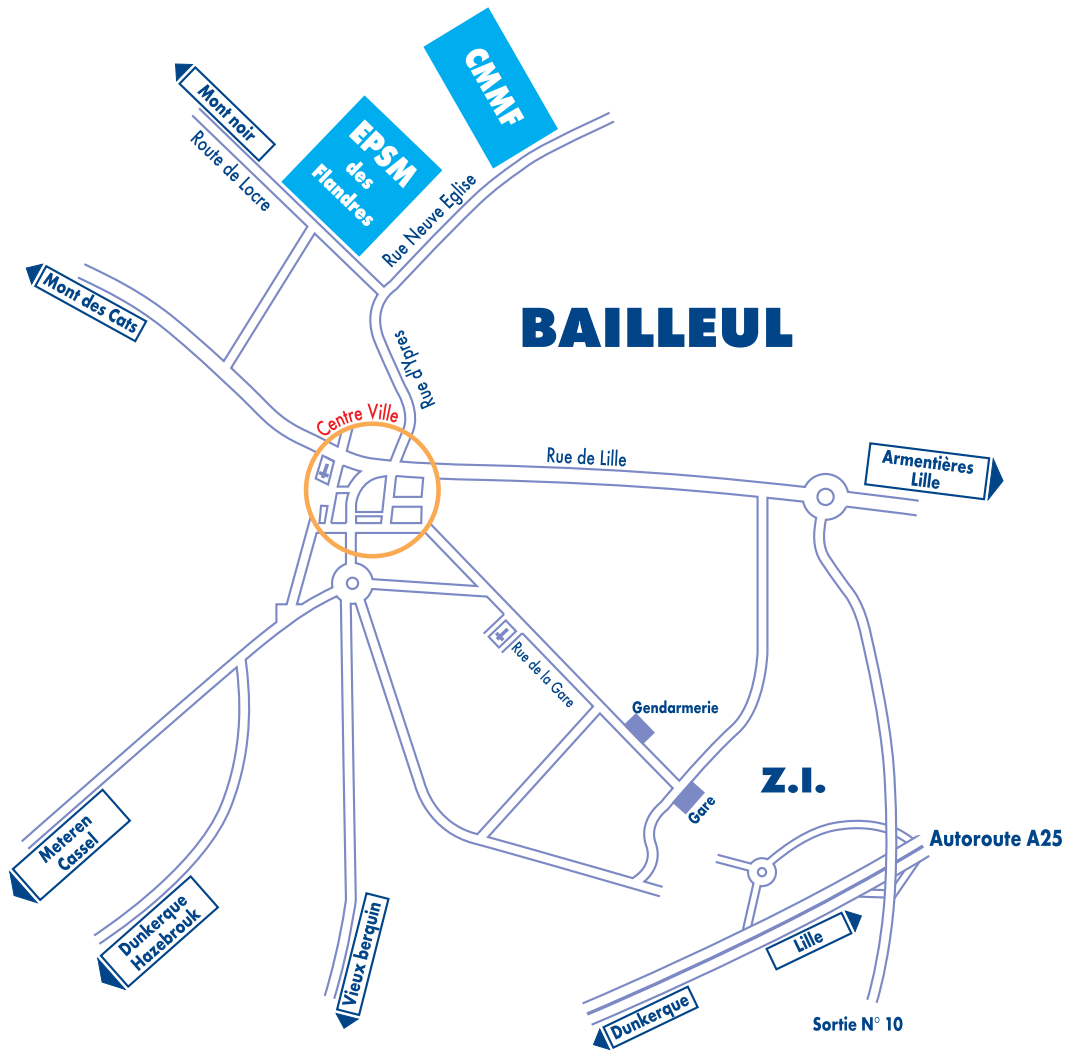 CMMF
Mont noir
EPSM
des
Flandres
Route de Locre
Rue Neuve Eglise
Mont des Cats
BAILLEUL
Rue d'Ypres
Centre Ville
Rue de Lille
Armentières
Lille
Rue de la Gare
Gendarmerie
Z.I.
Gare
Autoroute A25
Meteren
Cassel
Dunkerque
Hazebrouk
Vieux berquin
Lille
Dunkerque
Sortie N° 10